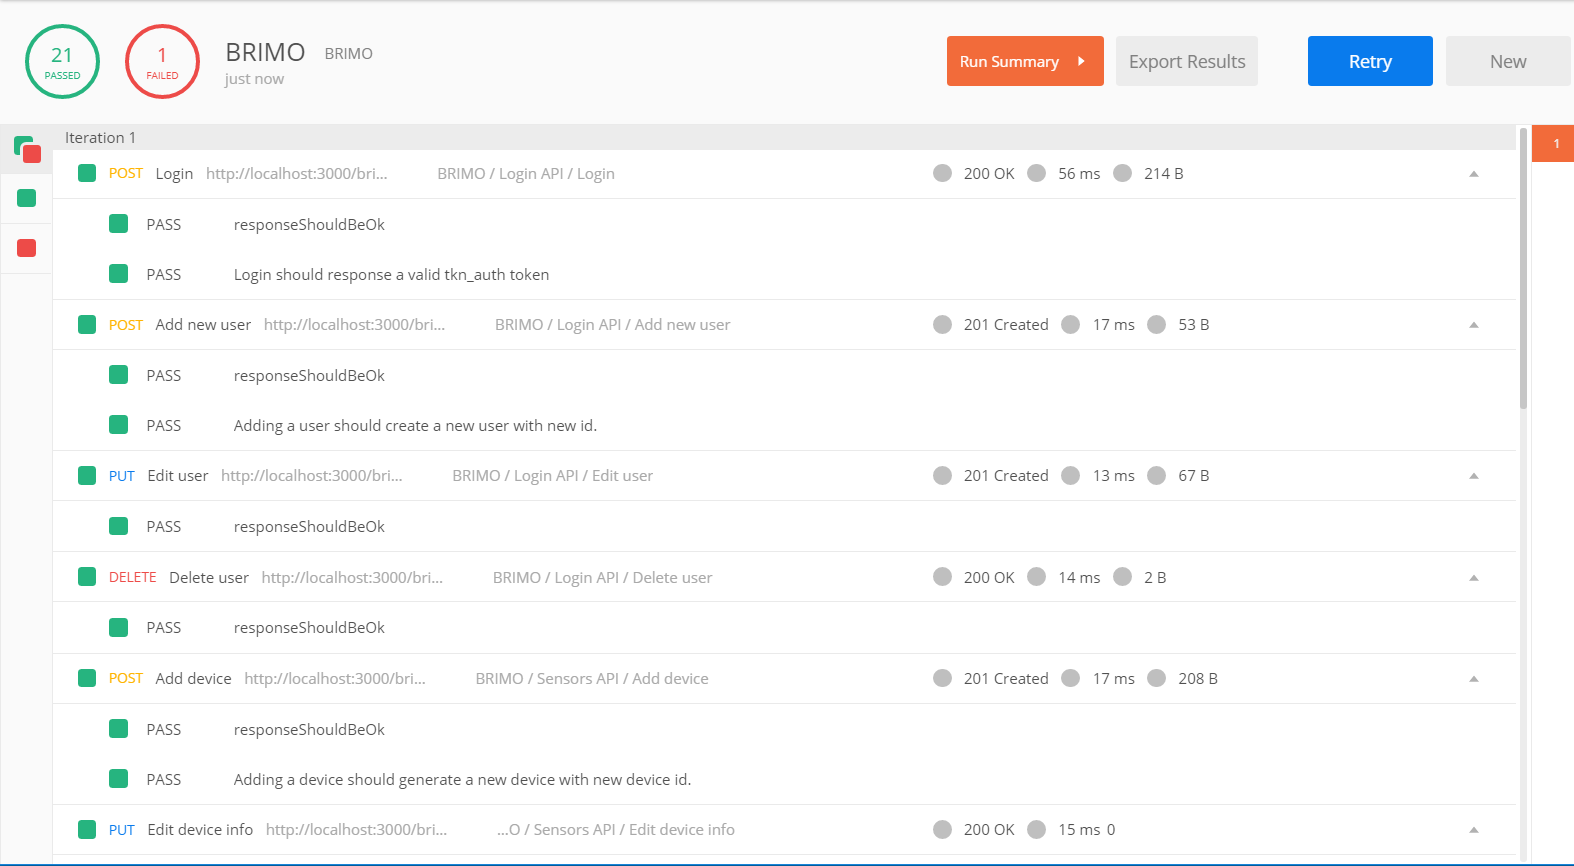 21 PASSED
1 FAILED
BRIMO BRIMO
just now
Run Summary Export Results Retry New
Iteration 1
1
POST Login http://localhost:3000/bri... BRIMO / Login API / Login 200 OK 56 ms 214 B
PASS responseShouldBeOk
PASS Login should response a valid tkn_auth token
POST Add new user http://localhost:3000/bri... BRIMO / Login API / Add new user 201 Created 17 ms 53 B
PASS responseShouldBeOk
PASS Adding a user should create a new user with new id.
PUT Edit user http://localhost:3000/bri... BRIMO / Login API / Edit user 201 Created 13 ms 67 B
PASS responseShouldBeOk
DELETE Delete user http://localhost:3000/bri... BRIMO / Login API / Delete user 200 OK 14 ms 2 B
PASS responseShouldBeOk
POST Add device http://localhost:3000/bri... BRIMO / Sensors API / Add device 201 Created 17 ms 208 B
PASS responseShouldBeOk
PASS Adding a device should generate a new device with new device id.
PUT Edit device info http://localhost:3000/bri... ...O / Sensors API / Edit device info 200 OK 15 ms 0